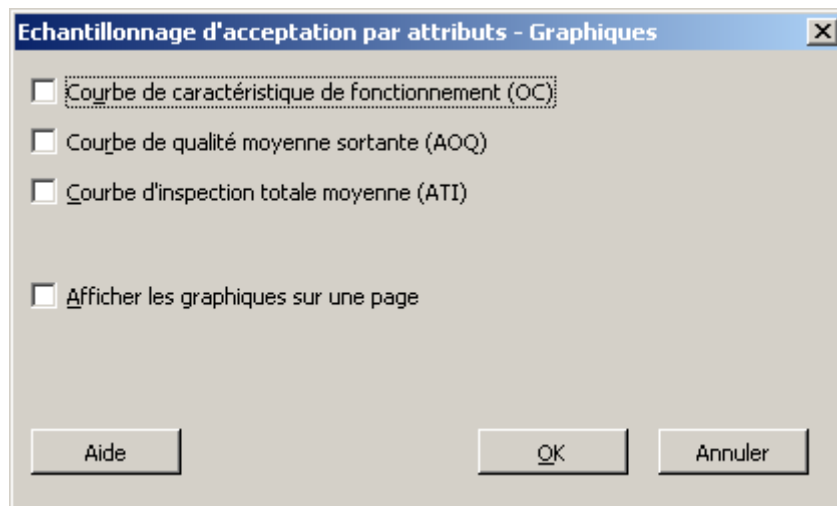 Echantillonnage d'acceptation par attributs - Graphiques
Courbe de caractéristique de fonctionnement (OC)
Courbe de qualité moyenne sortante (AOQ)
Courbe d'inspection totale moyenne (ATI)
Afficher les graphiques sur une page
Aide OK Annuler